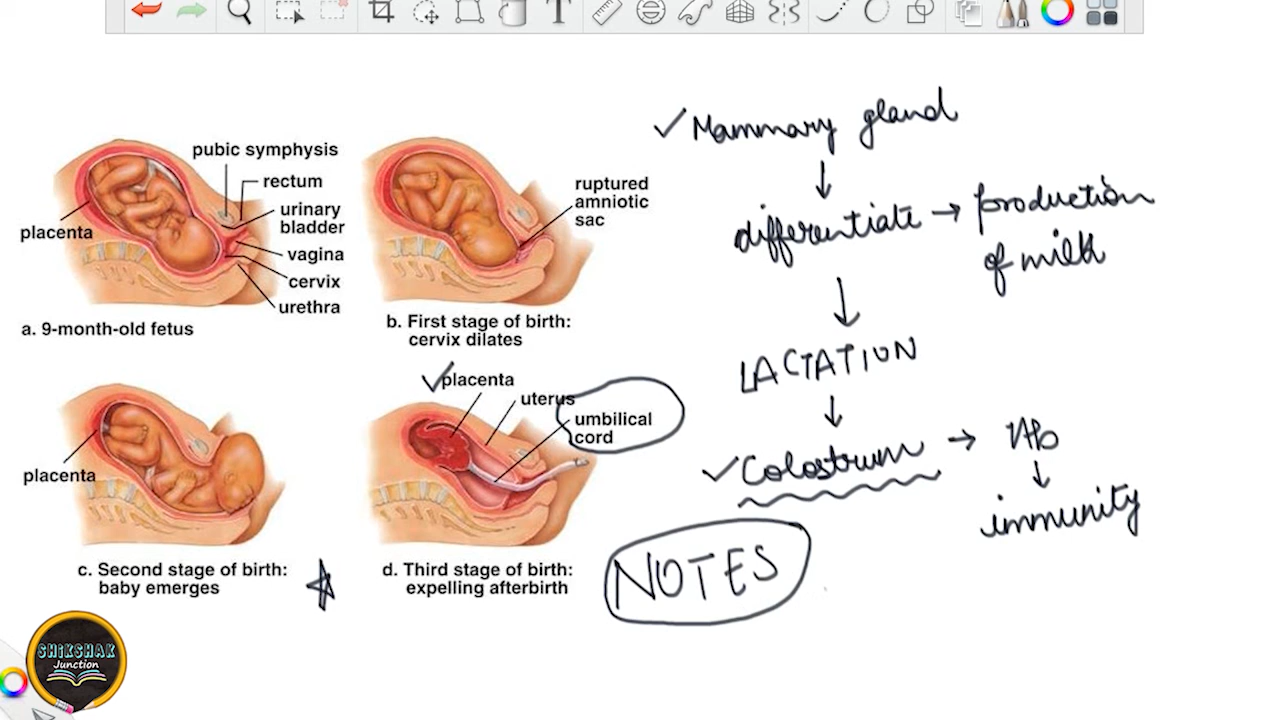 pubic symphysis
rectum
urinary
bladder
vagina
cervix
urethra
placenta
a. 9-month-old fetus
ruptured
amniotic
sac
b. First stage of birth:
cervix dilates
placenta
c. Second stage of birth:
baby emerges
placenta
uterus
umbilical
cord
d. Third stage of birth:
expelling afterbirth
Mammary gland
differentiate → production
of milk
LACTATION
Colostrum →
immunity
NOTES
SHIKSHAK
Junction